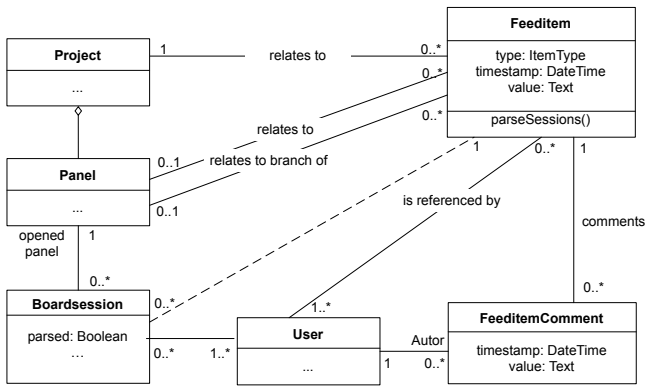 Feeditem
type: ItemType
timestamp: DateTime
value: Text
parseSessions()
Project
...
1
relates to
0..*
0..*
relates to
0..*
relates to branch of
0..1
0..1
Panel
...
opened
panel
1
0..*
1
0..*
1
is referenced by
comments
Boardsession
parsed: Boolean
...
0..*
0..*
1..*
1..*
User
...
Autor
1
0..*
0..*
FeeditemComment
timestamp: DateTime
value: Text